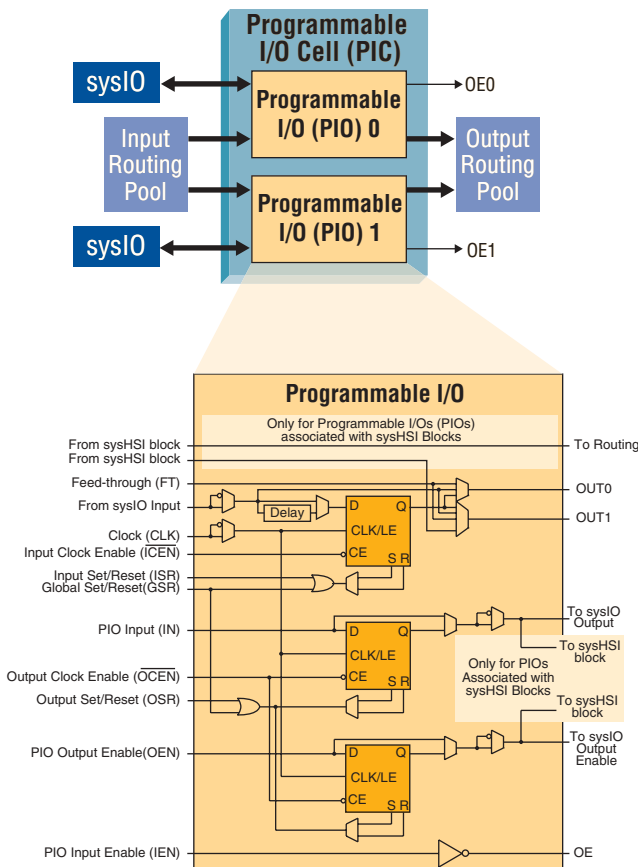 Programmable
I/O Cell (PIC)
sysIO
Programmable
I/O (PIO) 0
OE0
Input
Routing
Pool
Output
Routing
Pool
Programmable
I/O (PIO) 1
sysIO
OE1
Programmable I/O
Only for Programmable I/Os (PIOs)
associated with sysHSI Blocks
From sysHSI block
To Routing
From sysHSI block
Feed-through (FT)
OUT0
From sysIO Input
Delay
D
Q
OUT1
Clock (CLK)
CLK/LE
Input Clock Enable (ICEN)
CE
S R
Input Set/Reset (ISR)
Global Set/Reset(GSR)
PIO Input (IN)
D
Q
To sysIO
Output
To sysHSI
block
CLK/LE
Only for PIOs
Associated with
sysHSI Blocks
Output Clock Enable (OCEN)
CE
S R
Output Set/Reset (OSR)
To sysHSI
block
PIO Output Enable(OEN)
D
Q
To sysIO
Output
Enable
CLK/LE
CE
S R
PIO Input Enable (IEN)
OE